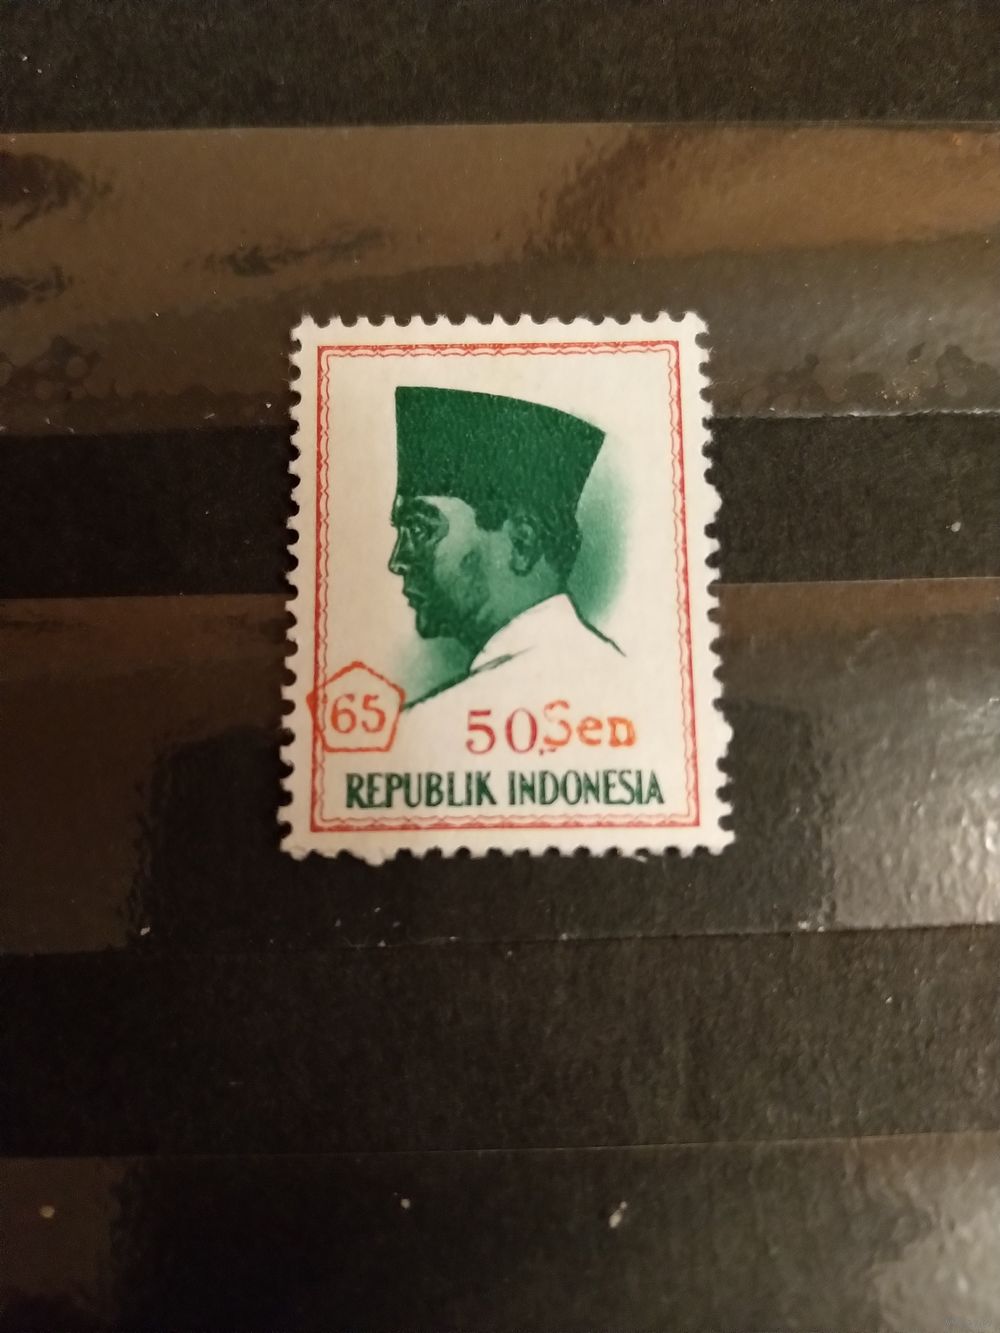 65
50 Sen
REPUBLIK INDONESIA